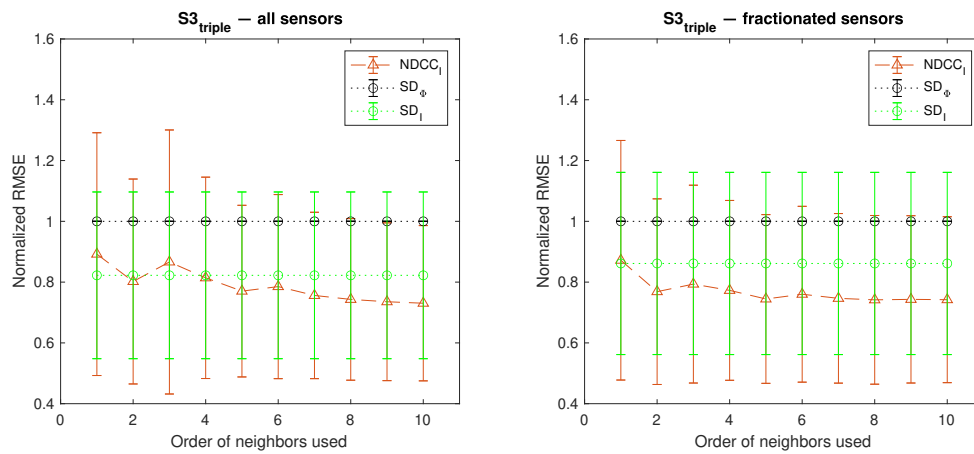 S3triple — all sensors
1.6
1.4
1.2
1
0.8
0.6
0.4
Normalized RMSE
0
2
4
6
8
10
Order of neighbors used
NDCCI
SDΦ
SDI
S3triple — fractionated sensors
1.6
1.4
1.2
1
0.8
0.6
0.4
Normalized RMSE
0
2
4
6
8
10
Order of neighbors used
NDCCI
SDΦ
SDI